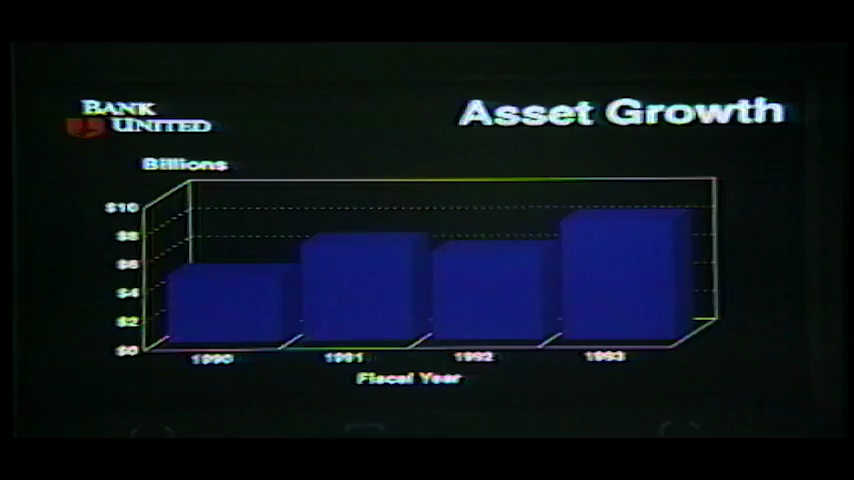 BANK
UNITED
Asset Growth
Billions
$10
$8
$6
$4
$2
$0
1990
1991
1992
1993
Fiscal Year